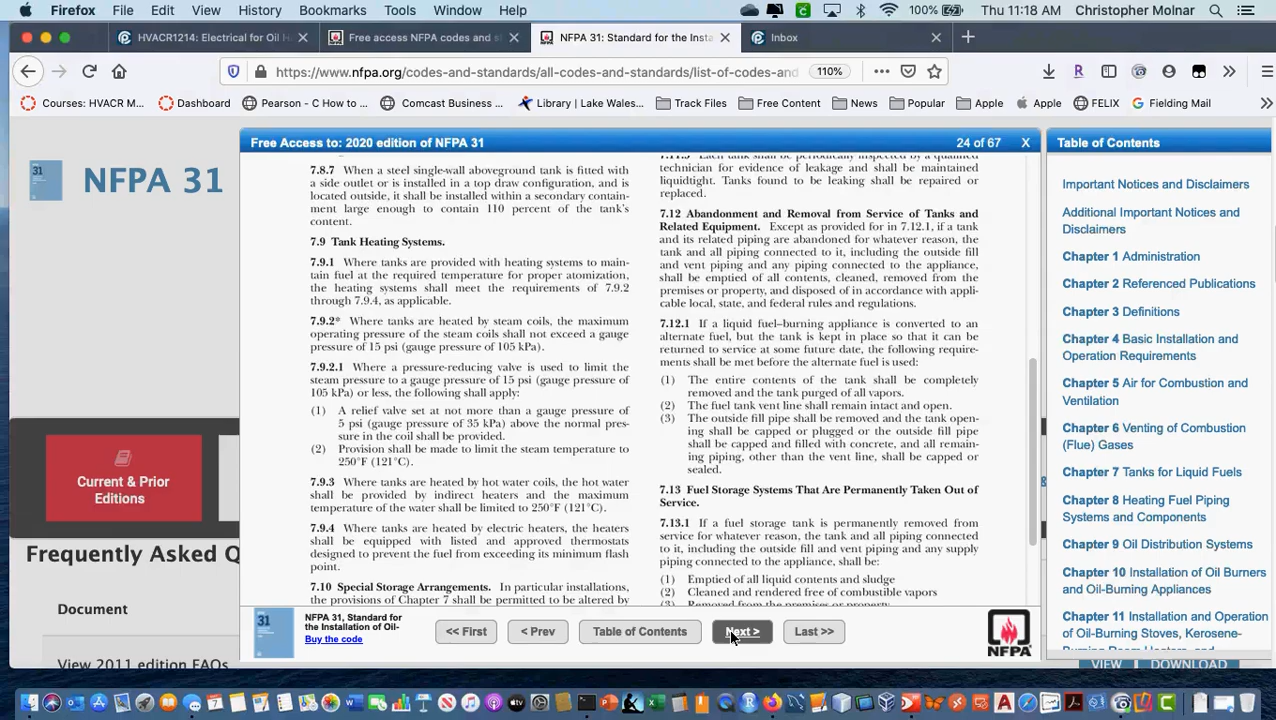 Firefox File Edit View History Bookmarks Tools Window Help 100% Thu 11:18 AM Christopher Molnar
HVACR1214: Electrical for Oil H
Free access NFPA codes and s
NFPA 31: Standard for the Insta
Inbox
https://www.nfpa.org/codes-and-standards/all-codes-and-standards/list-of-codes-and 110%
Courses: HVACR M...
Dashboard
Pearson - C How to ...
Comcast Business ...
Library | Lake Wales...
Track Files
Free Content
News
Popular
Apple
Apple
FELIX
Fielding Mall
31
NFPA 31
Current & Prior
Editions
Frequently Asked Q
Document
View 2011 edition FAQs
VIEW DOWNLOAD
Free Access to: 2020 edition of NFPA 31
24 of 67
X
7.8.7 When a steel single-wall aboveground tank is fitted with
a side outlet or is installed in a top draw configuration, and is
located outside, it shall be installed within a secondary contain-
ment large enough to contain 110 percent of the tank's
content.
7.9 Tank Heating Systems.
7.9.1 Where tanks are provided with heating systems to main-
tain fuel at the required temperature for proper atomization,
the heating systems shall meet the requirements of 7.9.2
through 7.9.4, as applicable.
7.9.2* Where tanks are heated by steam coils, the maximum
operating pressure of the steam coils shall not exceed a gauge
pressure of 15 psi (gauge pressure of 105 kPa).
7.9.2.1 Where a pressure-reducing valve is used to limit the
steam pressure to a gauge pressure of 15 psi (gauge pressure of
105 kPa) or less, the following shall apply:
(1) A relief valve set at not more than a gauge pressure of
5 psi (gauge pressure of 35 kPa) above the normal pres-
sure in the coil shall be provided.
(2) Provision shall be made to limit the steam temperature to
250°F (121°C).
7.9.3 Where tanks are heated by hot water coils, the hot water
shall be provided by indirect heaters and the maximum
temperature of the water shall be limited to 250°F (121°C).
7.9.4 Where tanks are heated by electric heaters, the heaters
shall be equipped with listed and approved thermostats
designed to prevent the fuel from exceeding its minimum flash
point.
7.10 Special Storage Arrangements. In particular installations,
the provisions of Chapter 7 shall be permitted to be altered by
7.11.3 Each tank shall be periodically inspected by a qualified
technician for evidence of leakage and shall be maintained
liquidtight. Tanks found to be leaking shall be repaired or
replaced.
7.12 Abandonment and Removal from Service of Tanks and
Related Equipment. Except as provided for in 7.12.1, if a tank
and its related piping are abandoned for whatever reason, the
tank and all piping connected to it, including the outside fill
and vent piping and any piping connected to the appliance,
shall be emptied of all contents, cleaned, removed from the
premises or property, and disposed of in accordance with appli-
cable local, state, and federal rules and regulations.
7.12.1 If a liquid fuel–burning appliance is converted to an
alternate fuel, but the tank is kept in place so that it can be
returned to service at some future date, the following require-
ments shall be met before the alternate fuel is used:
(1) The entire contents of the tank shall be completely
removed and the tank purged of all vapors.
(2) The fuel tank vent line shall remain intact and open.
(3) The outside fill pipe shall be removed and the tank open-
ing shall be capped or plugged or the outside fill pipe
shall be capped and filled with concrete, and all remain-
ing piping, other than the vent line, shall be capped or
sealed.
7.13 Fuel Storage Systems That Are Permanently Taken Out of
Service.
7.13.1 If a fuel storage tank is permanently removed from
service for whatever reason, the tank and all piping connected
to it, including the outside fill and vent piping and any supply
piping connected to the appliance, shall be:
(1) Emptied of all liquid contents and sludge
(2) Cleaned and rendered free of combustible vapors
(3) Removed from the premises or property
31
NFPA 31, Standard for
the Installation of Oil-
Buy the code
<< First
< Prev
Table of Contents
Next >
Last >>
NFPA
Table of Contents
Important Notices and Disclaimers
Additional Important Notices and
Disclaimers
Chapter 1 Administration
Chapter 2 Referenced Publications
Chapter 3 Definitions
Chapter 4 Basic Installation and
Operation Requirements
Chapter 5 Air for Combustion and
Ventilation
Chapter 6 Venting of Combustion
(Flue) Gases
Chapter 7 Tanks for Liquid Fuels
Chapter 8 Heating Fuel Piping
Systems and Components
Chapter 9 Oil Distribution Systems
Chapter 10 Installation of Oil Burners
and Oil-Burning Appliances
Chapter 11 Installation and Operation
of Oil-Burning Stoves, Kerosene-
Burning Room Heaters, and